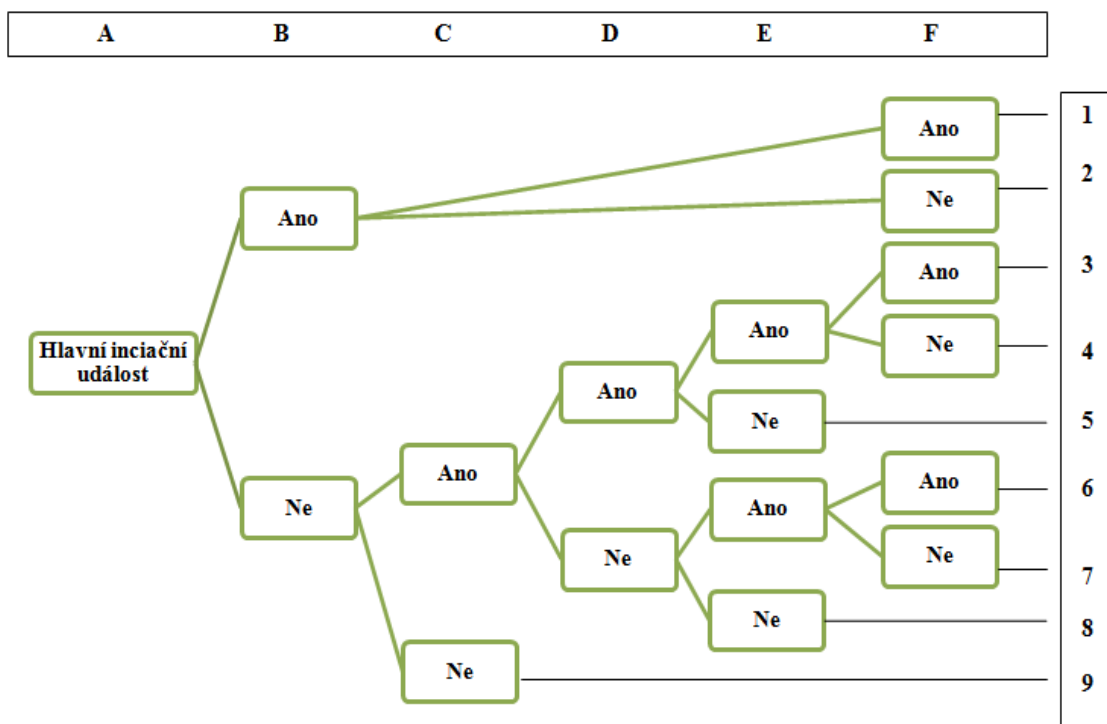 A B C D E F
Ano 1
Ne 2
Ano
Ano 3
Ano
Ne 4
Hlavní inciační
událost
Ano
Ne 5
Ano
Ano 6
Ne
Ano
Ne
Ne 7
Ne 8
Ne 9